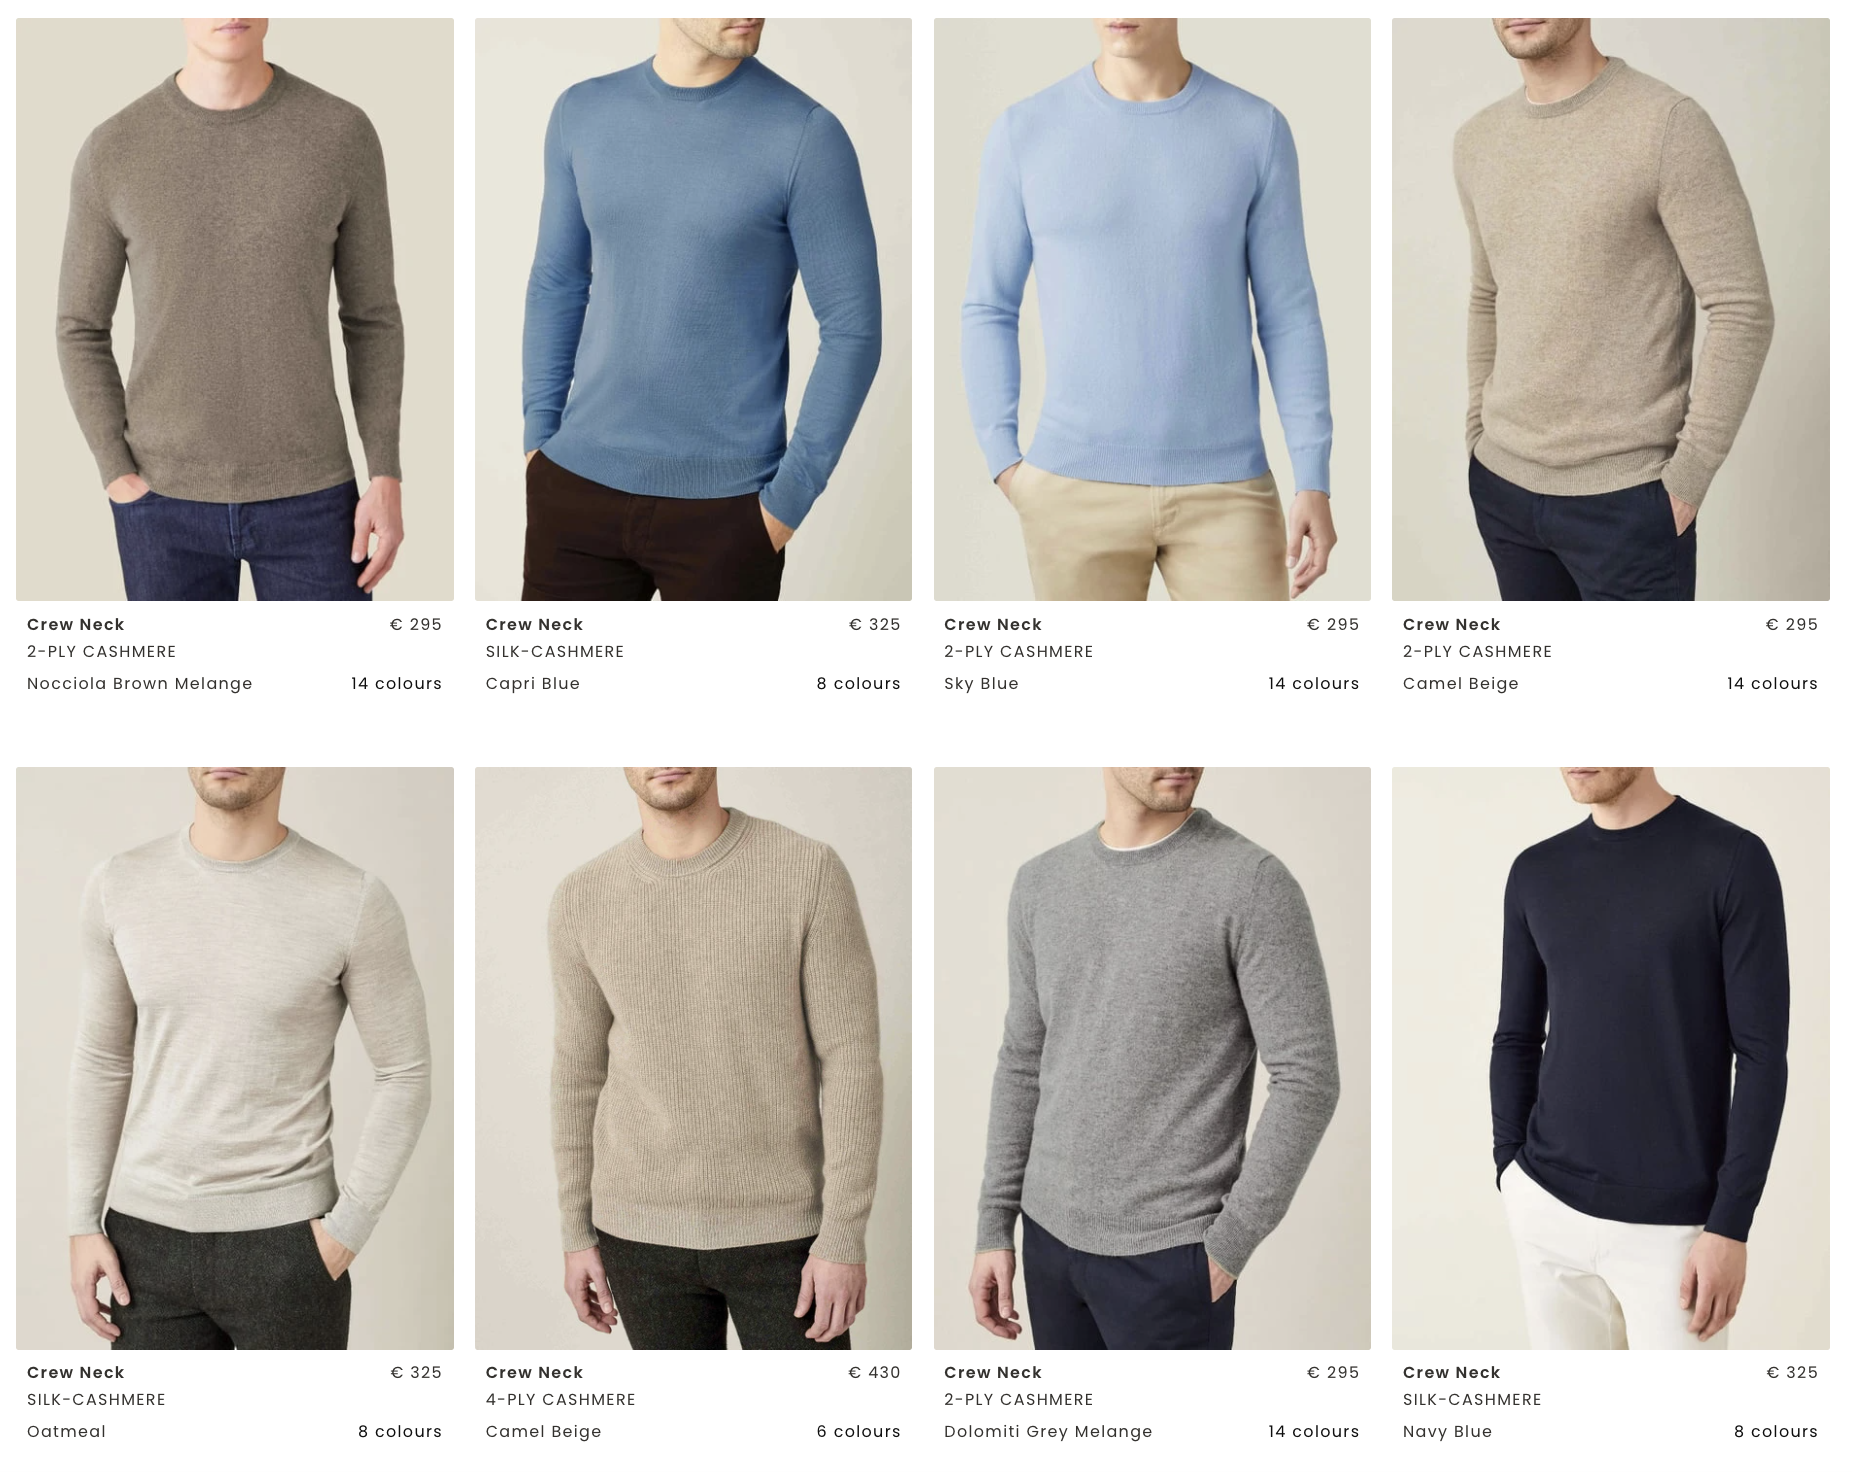 Crew Neck € 295
2-PLY CASHMERE
Nocciola Brown Melange 14 colours
Crew Neck € 325
SILK-CASHMERE
Capri Blue 8 colours
Crew Neck € 295
2-PLY CASHMERE
Sky Blue 14 colours
Crew Neck € 295
2-PLY CASHMERE
Camel Beige 14 colours
Crew Neck € 325
SILK-CASHMERE
Oatmeal 8 colours
Crew Neck € 430
4-PLY CASHMERE
Camel Beige 6 colours
Crew Neck € 295
2-PLY CASHMERE
Dolomiti Grey Melange 14 colours
Crew Neck € 325
SILK-CASHMERE
Navy Blue 8 colours